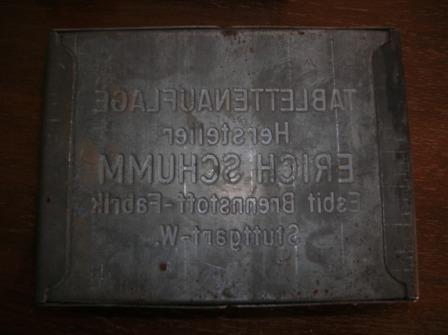 TABLETTENAUFLAGE
Hersteller
ERICH SCHUMM
Esbit Brennstoff-Fabrik
Stuttgart-W.